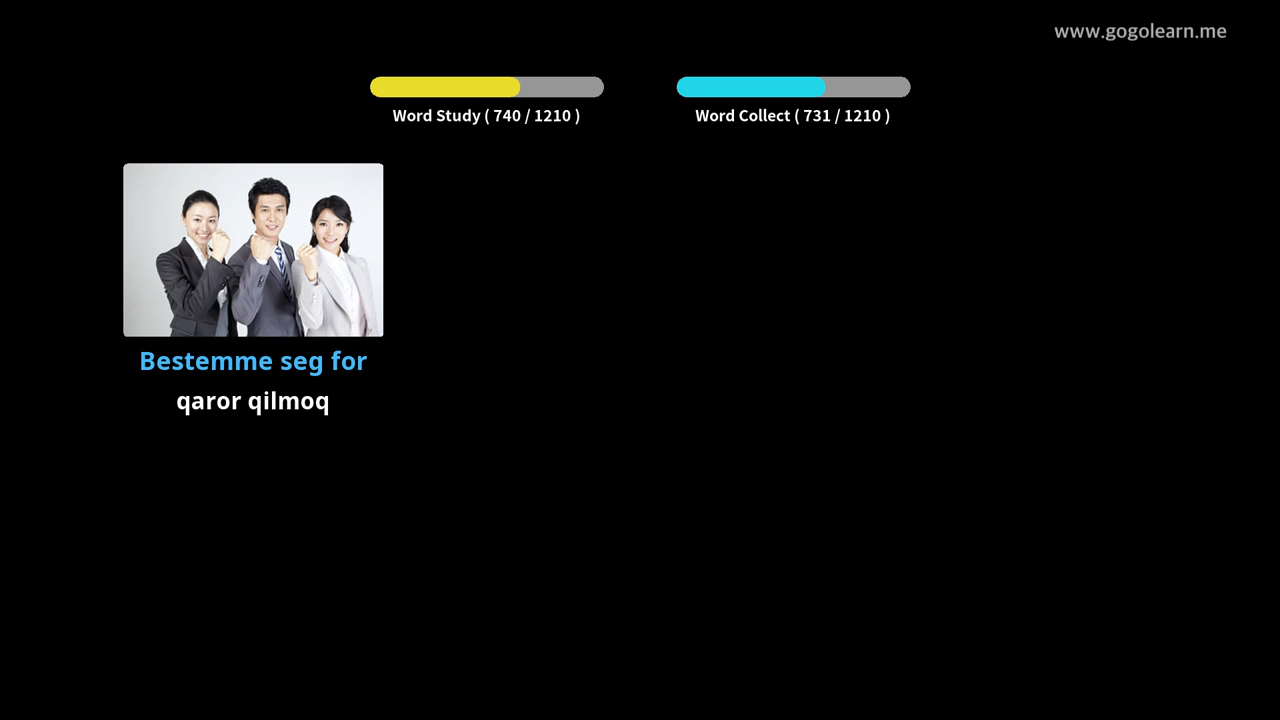 www.gogolearn.me
Word Study ( 740 / 1210 )
Word Collect ( 731 / 1210 )
Bestemme seg for
qaror qilmoq